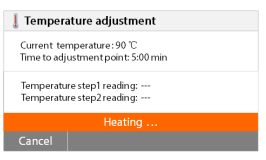 Temperature adjustment
Current temperature: 90 ℃
Time to adjustment point: 5:00 min
Temperature step1 reading: ---
Temperature step2 reading: ---
Heating ...
Cancel